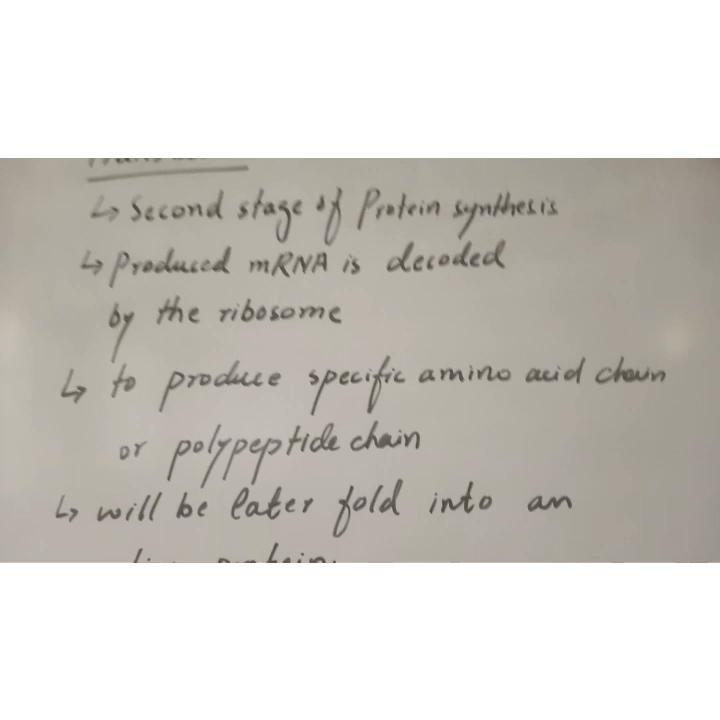 ↳ Second stage of Protein synthesis
↳ Produced mRNA is decoded
by the ribosome
↳ to produce specific amino acid chain
or polypeptide chain
↳ will be later fold into an
protein.